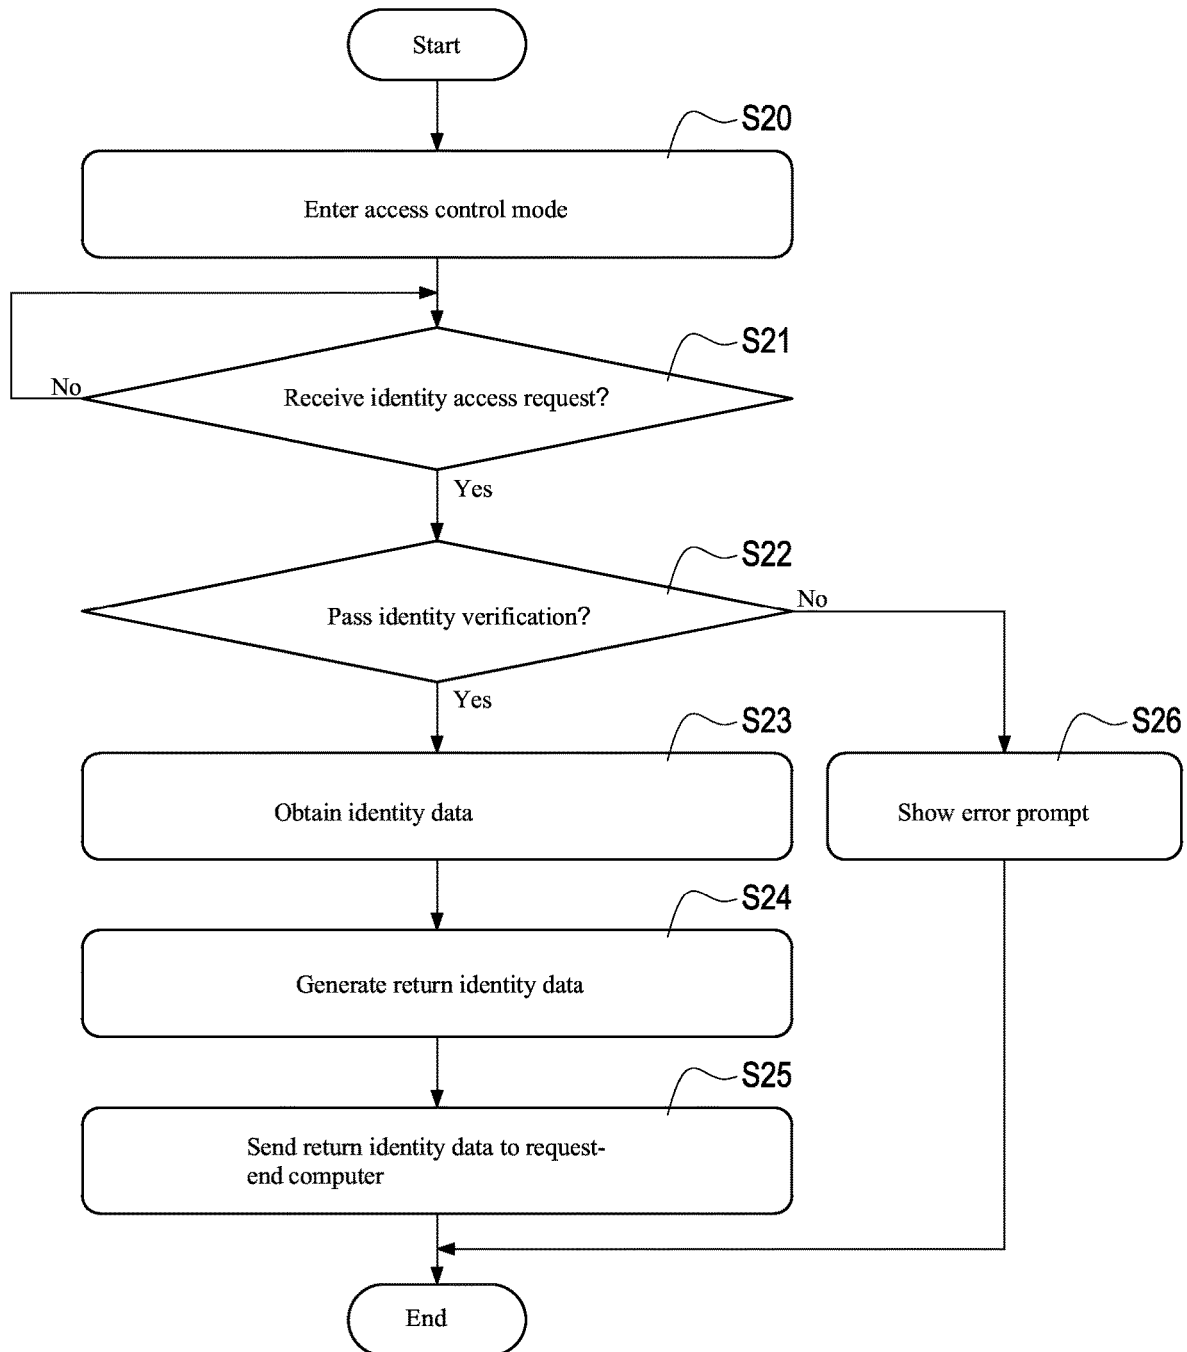 Start
S20
Enter access control mode
S21
No
Receive identity access request?
Yes
S22
No
Pass identity verification?
Yes
S23
S26
Obtain identity data
Show error prompt
S24
Generate return identity data
S25
Send return identity data to request-
end computer
End